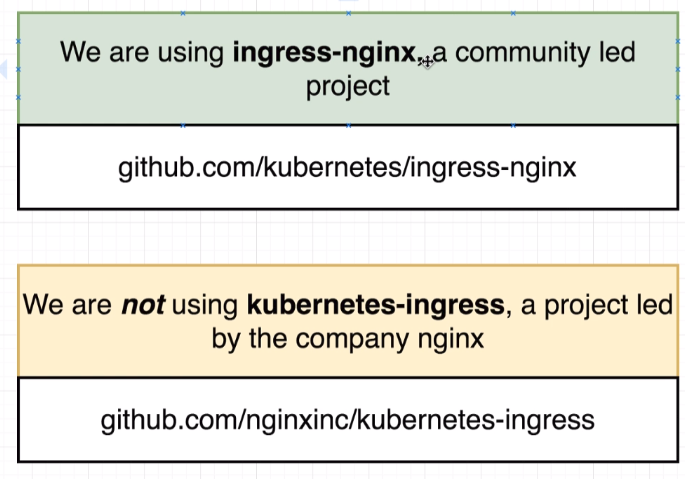 We are using ingress-nginx, a community led
project
github.com/kubernetes/ingress-nginx
We are not using kubernetes-ingress, a project led
by the company nginx
github.com/nginxinc/kubernetes-ingress